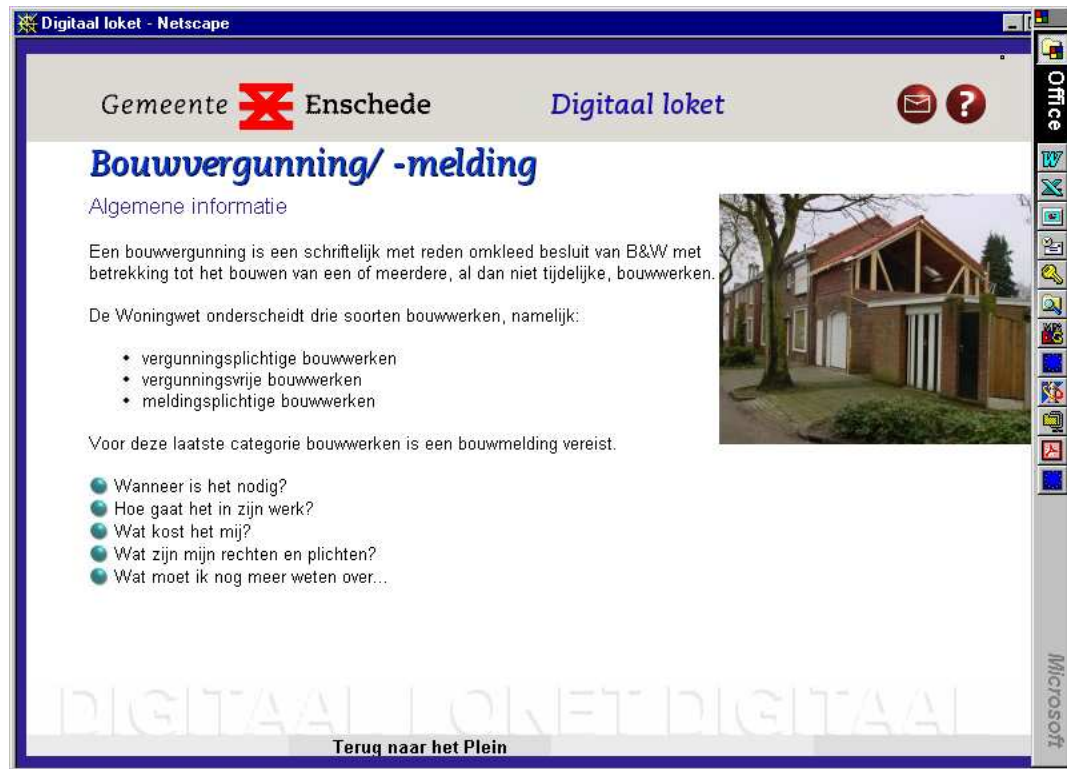 Digitaal loket - Netscape
Gemeente Enschede
Digitaal loket
Office
Bouwvergunning/ -melding
Algemene informatie
Een bouwvergunning is een schriftelijk met reden omkleed besluit van B&W met
betrekking tot het bouwen van een of meerdere, al dan niet tijdelijke, bouwwerken.
De Woningwet onderscheidt drie soorten bouwwerken, namelijk:
• vergunningsplichtige bouwwerken
• vergunningsvrije bouwwerken
• meldingsplichtige bouwwerken
Voor deze laatste categorie bouwwerken is een bouwmelding vereist.
Wanneer is het nodig?
Hoe gaat het in zijn werk?
Wat kost het mij?
Wat zijn mijn rechten en plichten?
Wat moet ik nog meer weten over...
DIGITAAL LOKET DIGITAAL
Terug naar het Plein
Microsoft